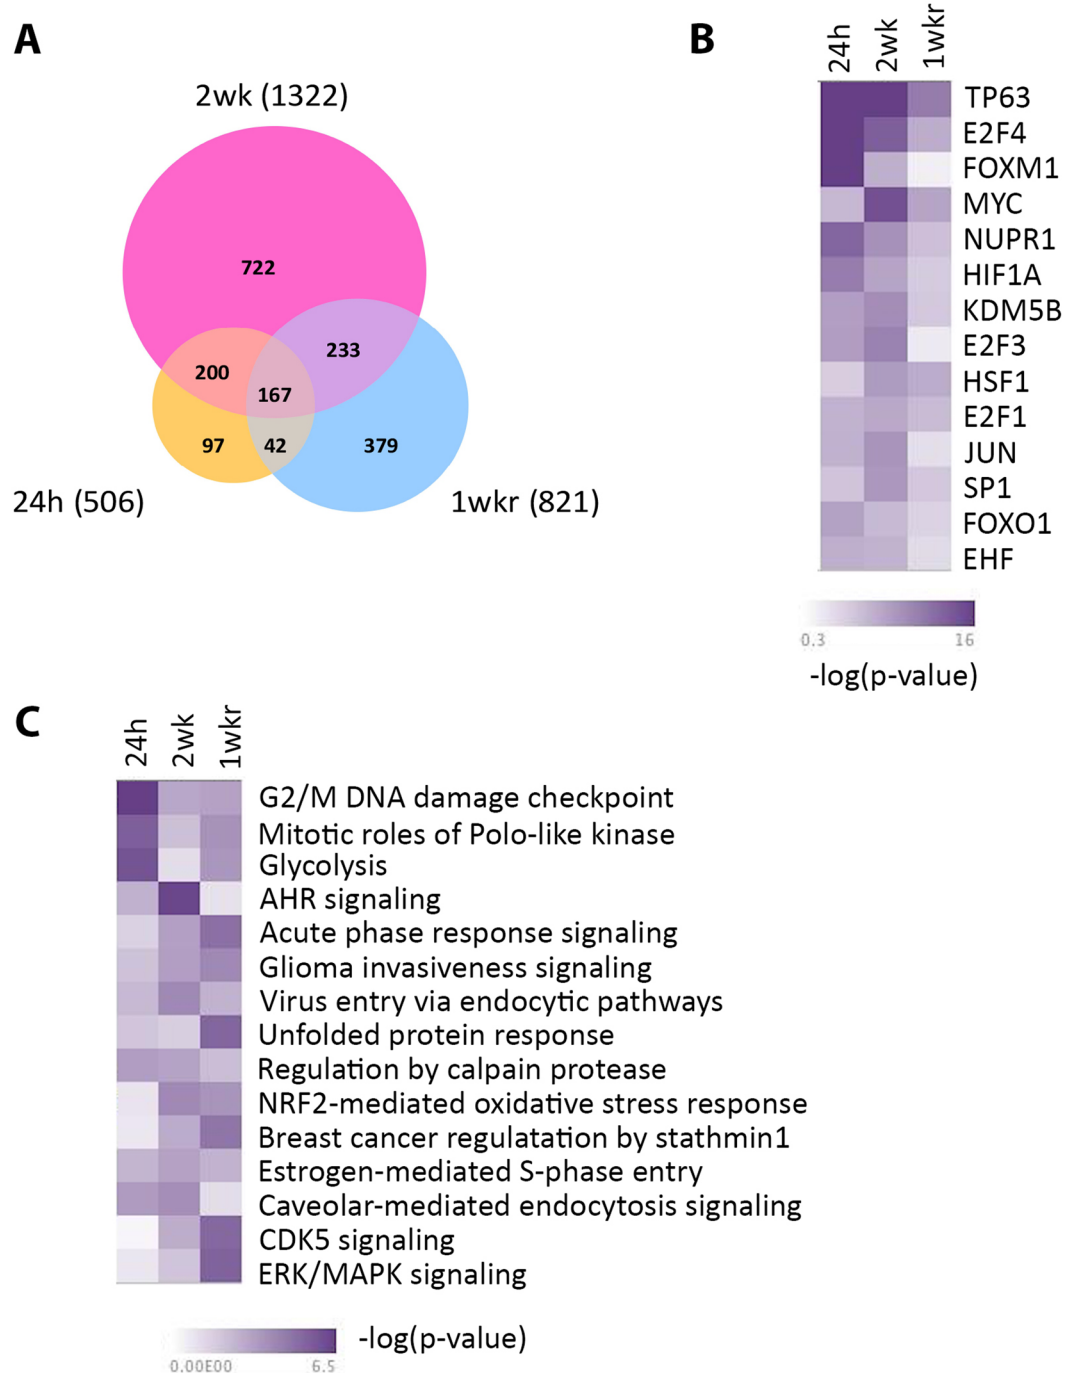 A
2wk (1322)
722
233
200
167
97
42
379
24h (506)
1wkr (821)
B
24h
2wk
1wkr
TP63
E2F4
FOXM1
MYC
NUPR1
HIF1A
KDM5B
E2F3
HSF1
E2F1
JUN
SP1
FOXO1
EHF
0.3 16
-log(p-value)
C
24h
2wk
1wkr
G2/M DNA damage checkpoint
Mitotic roles of Polo-like kinase
Glycolysis
AHR signaling
Acute phase response signaling
Glioma invasiveness signaling
Virus entry via endocytic pathways
Unfolded protein response
Regulation by calpain protease
NRF2-mediated oxidative stress response
Breast cancer regulatation by stathmin1
Estrogen-mediated S-phase entry
Caveolar-mediated endocytosis signaling
CDK5 signaling
ERK/MAPK signaling
-log(p-value)
0.00E00 6.5